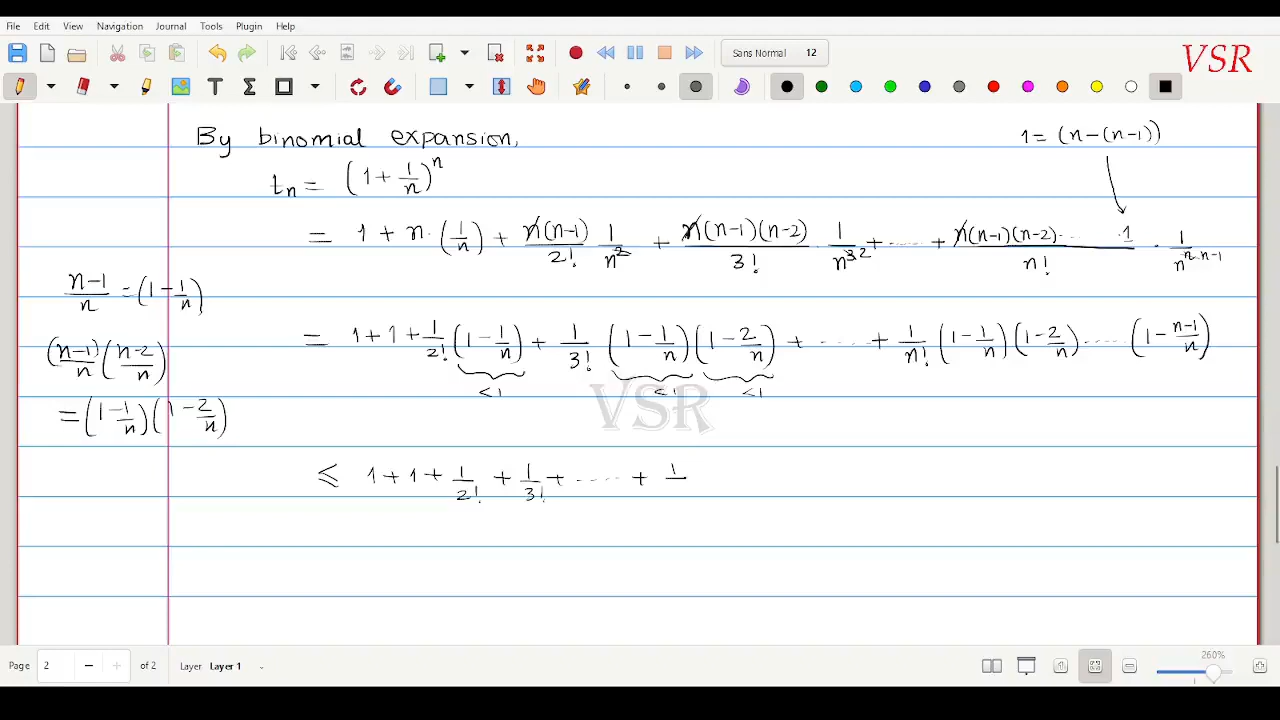 File Edit View Navigation Journal Tools Plugin Help
Sans Normal 12
VSR
By binomial expansion,
1 = (n-(n-1))
tn = (1 + 1/n)^n
= 1 + n · (1/n) + n(n-1)/2! 1/n^2 + n(n-1)(n-2)/3! · 1/n^3 2 + ...... + n(n-1)(n-2)..... ·1/n! · 1/n^n n-1
n-1/n = (1 - 1/n)
= 1 + 1 + 1/2! (1 - 1/n) + 1/3! (1 - 1/n)(1 - 2/n) + ...... + 1/n! (1 - 1/n)(1 - 2/n)...... (1 - n-1/n)
<1 <1 <1
(n-1)/n (n-2/n)
= (1 - 1/n)(1 - 2/n)
VSR
≤ 1 + 1 + 1/2! + 1/3! + ...... + 1/
Page 2 of 2 Layer Layer 1 260%